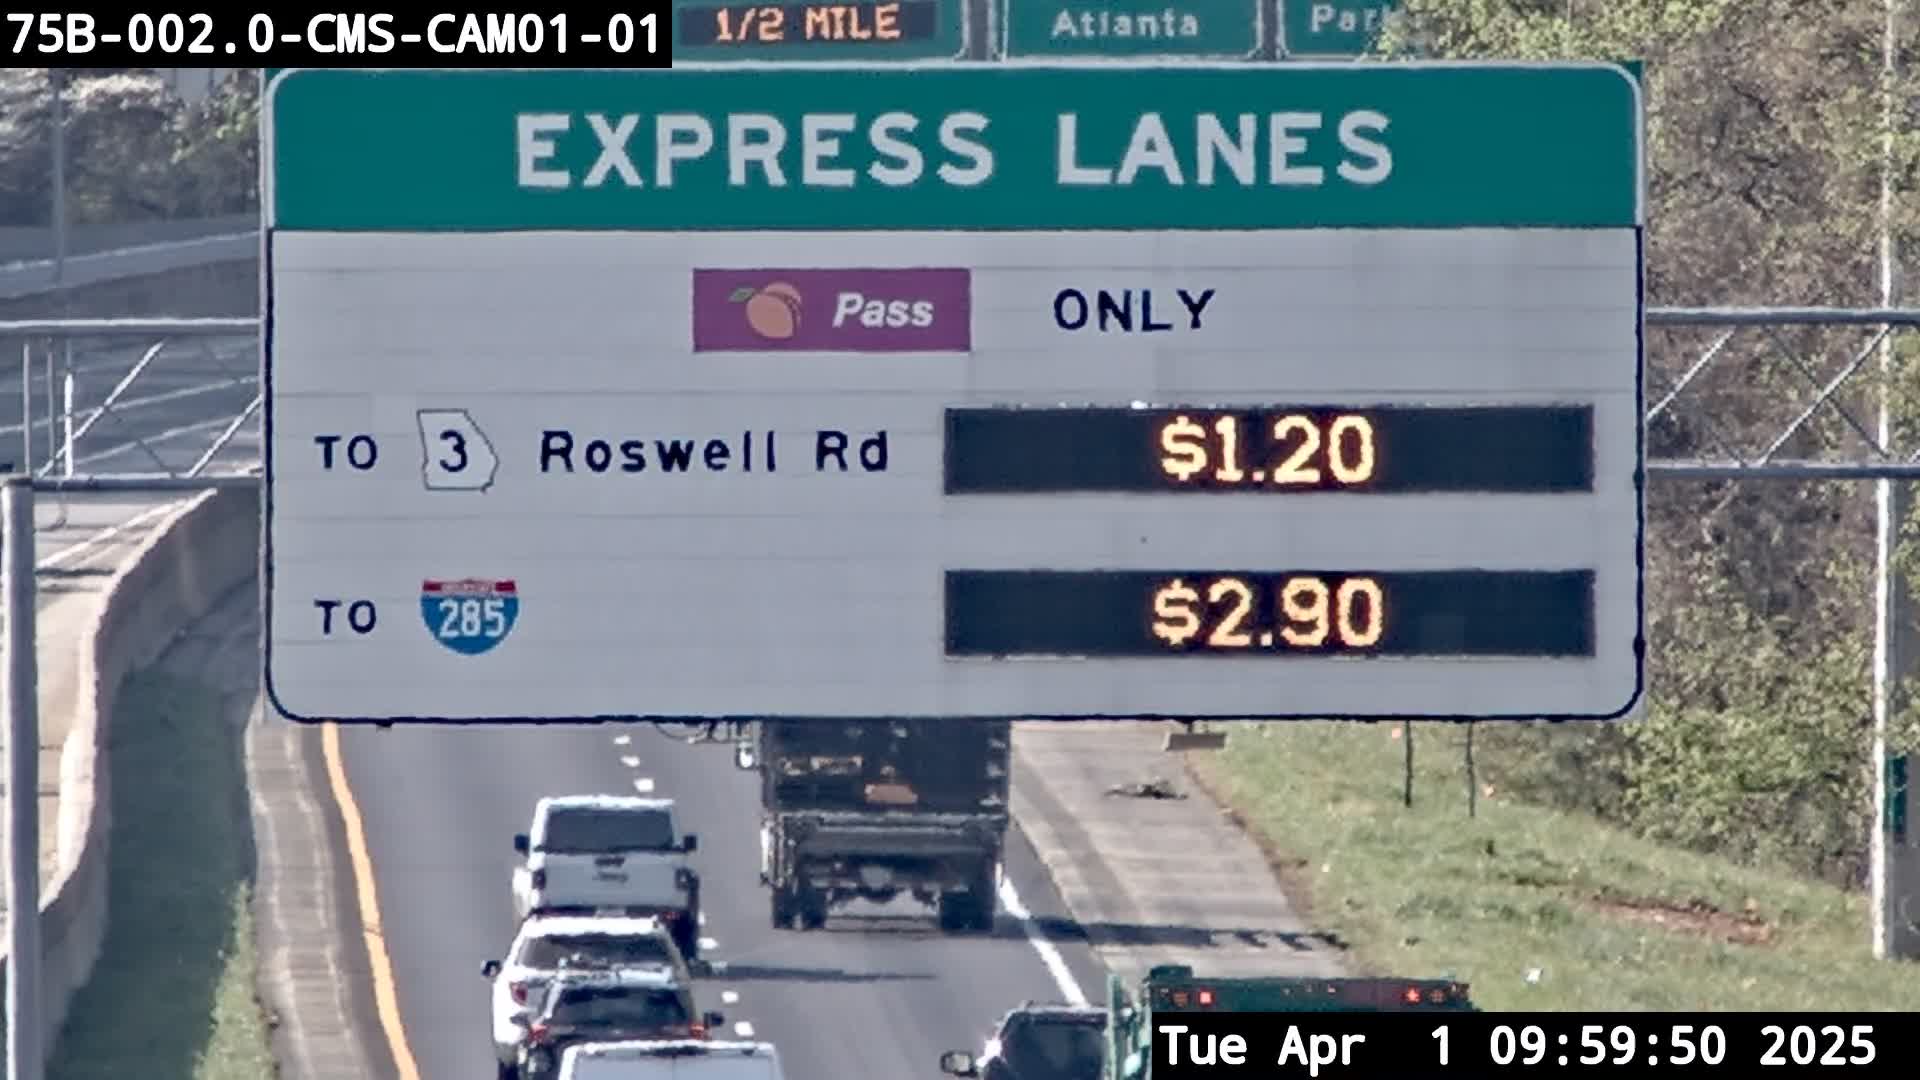 75B-002.0-CMS-CAM01-01
1/2 MILE
Atlanta
EXPRESS LANES
Pass ONLY
TO 3 Roswell Rd $1.20
TO 285 $2.90
Tue Apr 1 09:59:50 2025